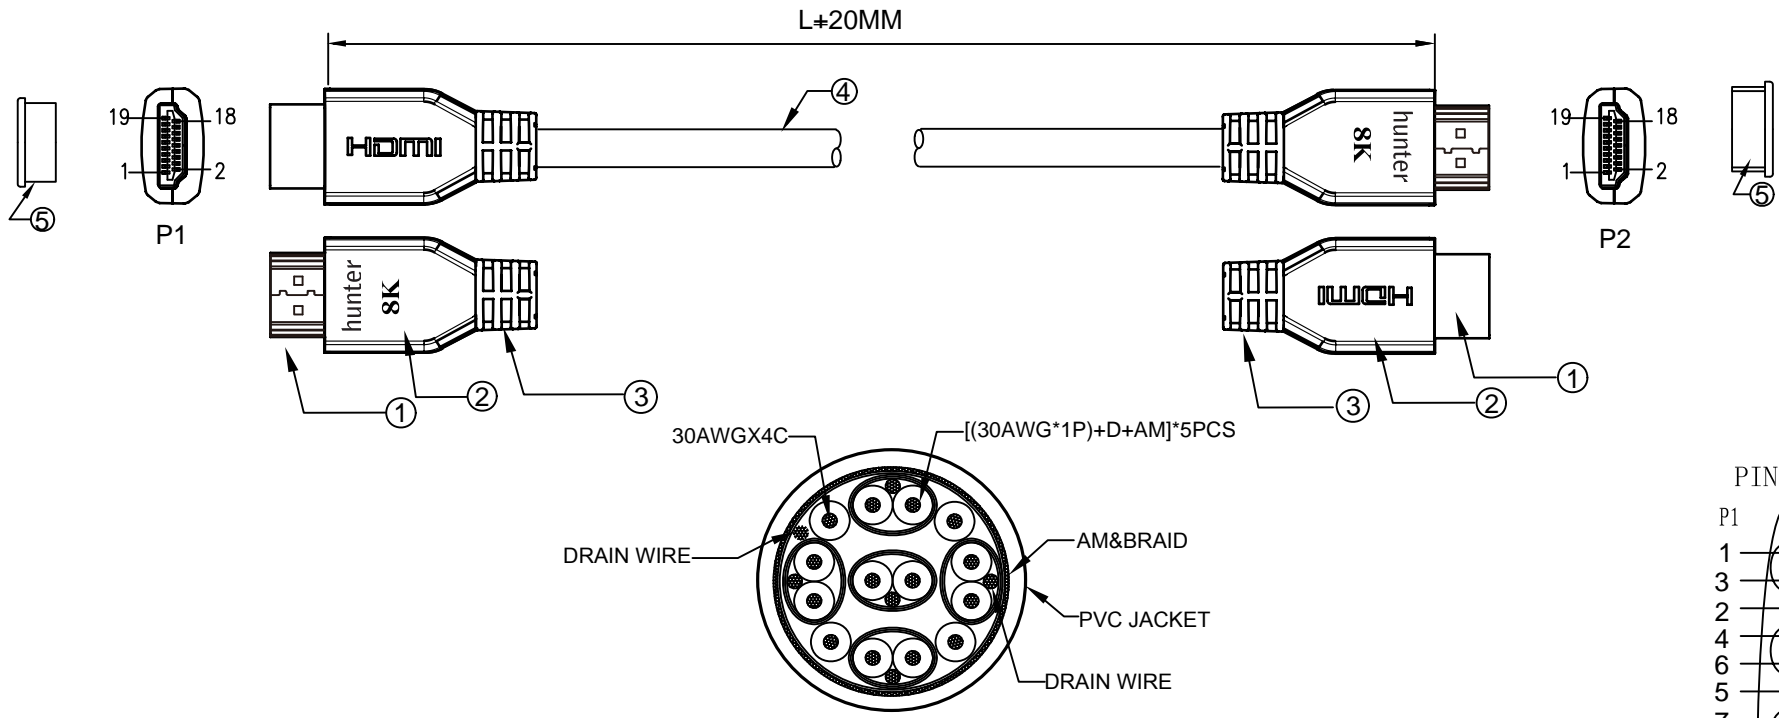 L±20MM
④
19 18
1 2
P1
⑤
HDMI
hunter
8K
19 18
1 2
P2
⑤
hunter
8K
①
②
③
HDMI
①
②
③
30AWGX4C
[(30AWG*1P)+D+AM]*5PCS
DRAIN WIRE
AM&BRAID
PVC JACKET
DRAIN WIRE
PIN
P1
1
3
2
4
6
5
7